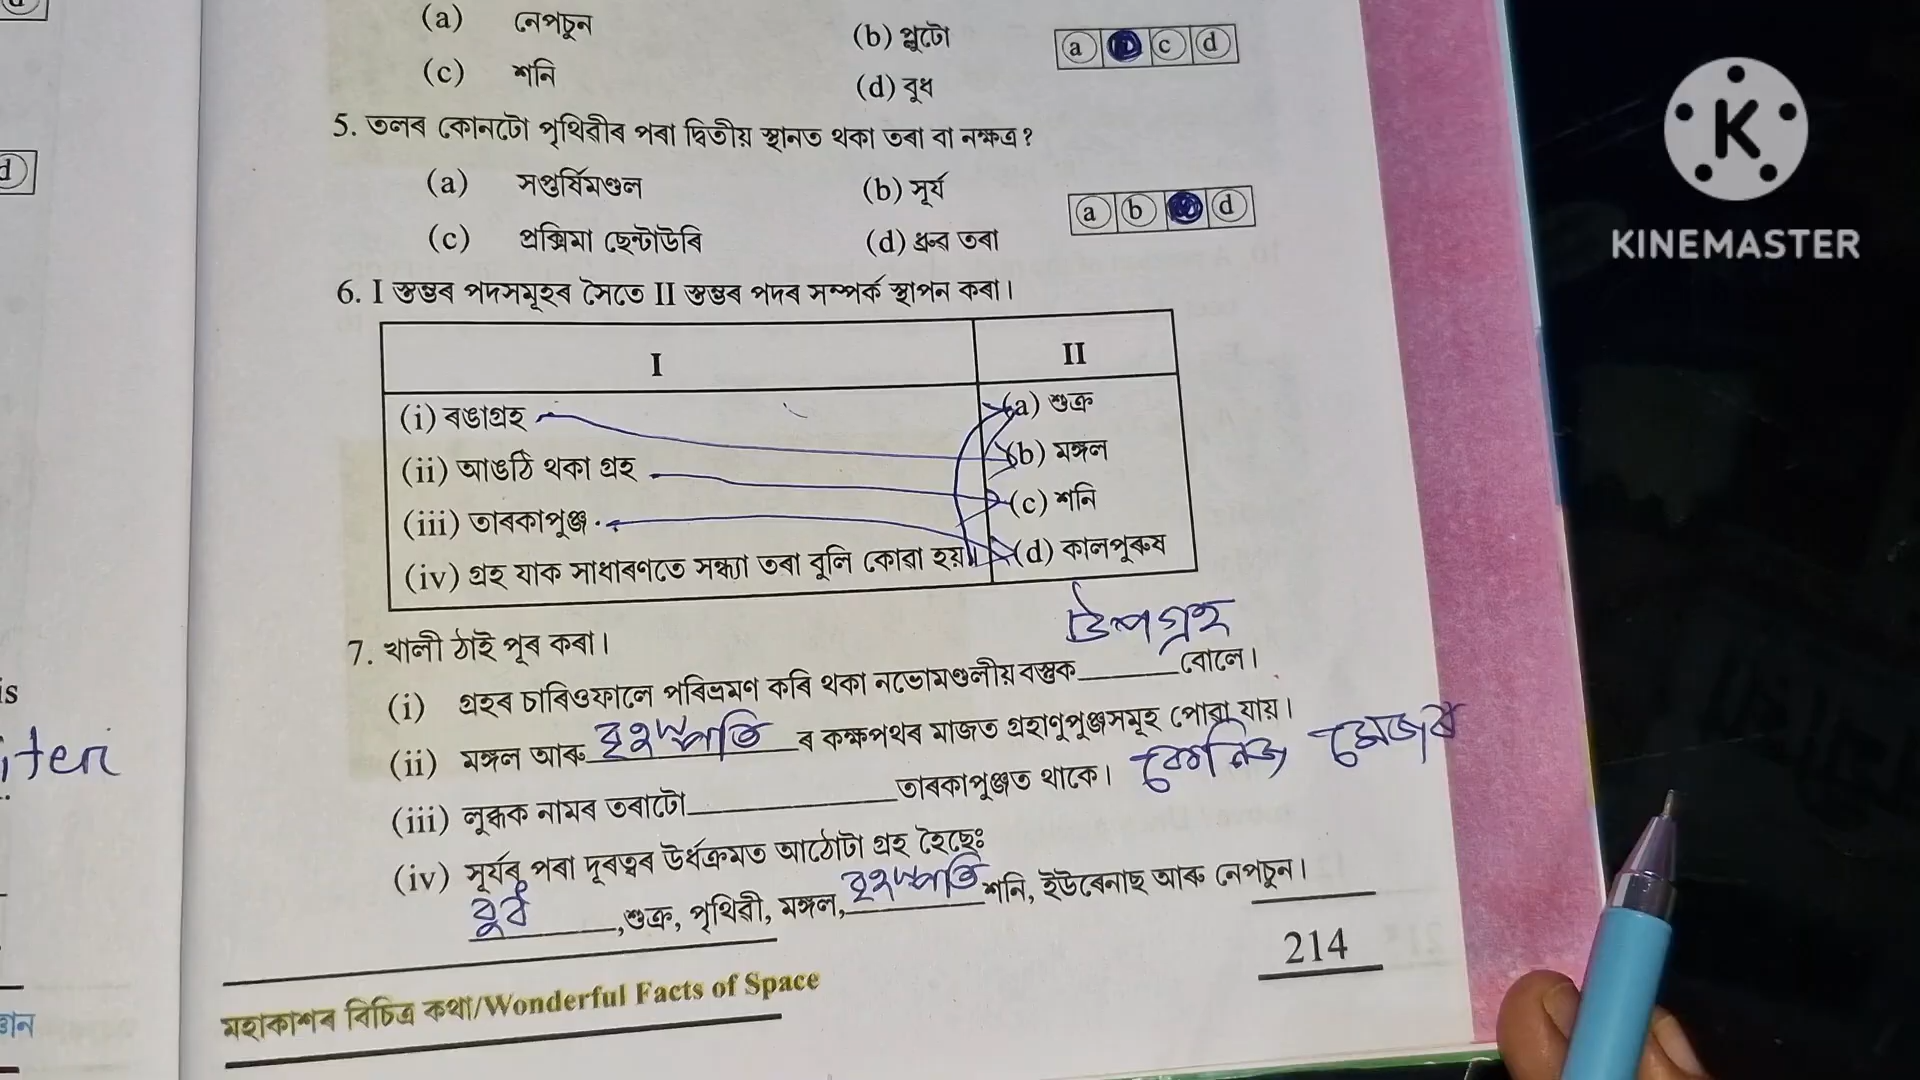 (a) নেপচুন (b) প্লুটো a c d
(c) শনি (d) বুধ
d
5. তলৰ কোনটো পৃথিৱীৰ পৰা দ্বিতীয় স্থানত থকা তৰা বা নক্ষত্ৰ?
(a) সপ্তৰ্ষিমণ্ডল (b) সূৰ্য a b d
(c) প্ৰক্সিমা ছেন্টাউৰি (d) ধ্ৰুৱ তৰা
6. I স্তম্ভৰ পদসমূহৰ সৈতে II স্তম্ভৰ পদৰ সম্পৰ্ক স্থাপন কৰা।
I II
(i) ৰঙাগ্ৰহ (a) শুক্ৰ
(ii) আঙঠি থকা গ্ৰহ (b) মঙ্গল
(iii) তাৰকাপুঞ্জ (c) শনি
(iv) গ্ৰহ যাক সাধাৰণতে সন্ধ্যা তৰা বুলি কোৱা হয়। (d) কালপুৰুষ
উপগ্ৰহ
7. খালী ঠাই পূৰ কৰা।
(i) গ্ৰহৰ চাৰিওফালে পৰিভ্ৰমণ কৰি থকা নভোমণ্ডলীয় বস্তুক______বোলে।
(ii) মঙ্গল আৰু বৃহস্পতি ৰ কক্ষপথৰ মাজত গ্ৰহাণুপুঞ্জসমূহ পোৱা যায়।
(iii) লুব্ধক নামৰ তৰাটো____________তাৰকাপুঞ্জত থাকে। কেনিজ মেজৰ
(iv) সূৰ্যৰ পৰা দূৰত্বৰ উৰ্ধক্ৰমত আঠোটা গ্ৰহ হৈছেঃ
বুধ ,শুক্ৰ, পৃথিৱী, মঙ্গল, বৃহস্পতি শনি, ইউৰেনাছ আৰু নেপচুন।
214
মহাকাশৰ বিচিত্ৰ কথা/Wonderful Facts of Space
is
iteri
KINEMASTER